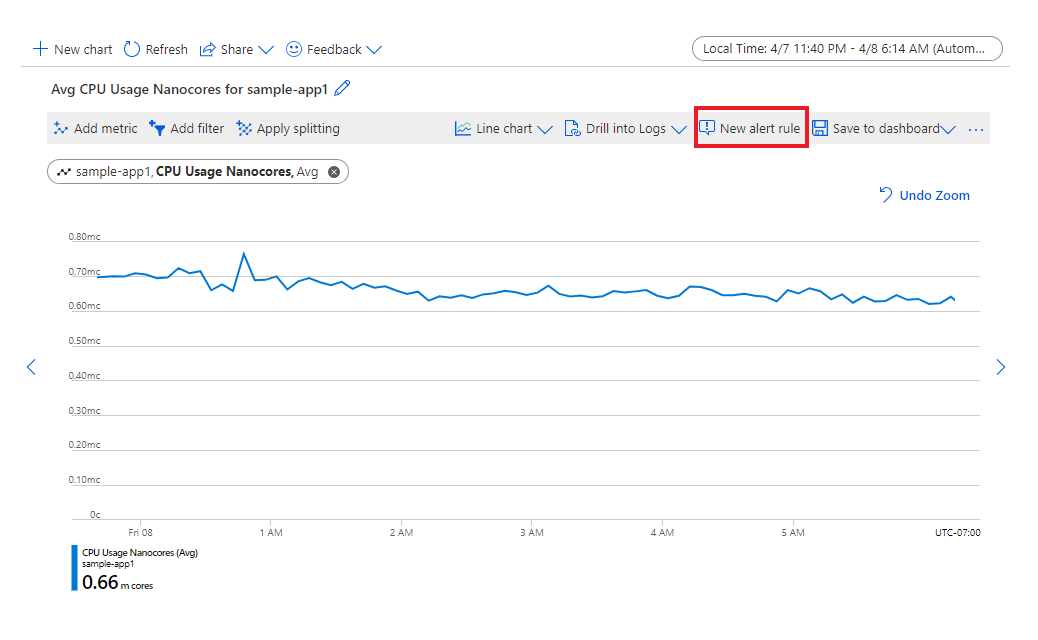 New chart Refresh Share Feedback Local Time: 4/7 11:40 PM - 4/8 6:14 AM (Autom...
Avg CPU Usage Nanocores for sample-app1
Add metric Add filter Apply splitting Line chart Drill into Logs New alert rule Save to dashboard ...
sample-app1, CPU Usage Nanocores, Avg
Undo Zoom
0.80mc
0.70mc
0.60mc
0.50mc
0.40mc
0.30mc
0.20mc
0.10mc
0c
Fri 08 1 AM 2 AM 3 AM 4 AM 5 AM UTC-07:00
CPU Usage Nanocores (Avg)
sample-app1
0.66 m cores